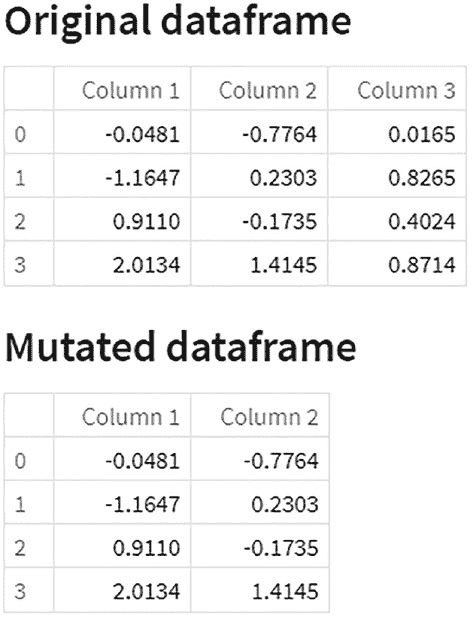 Original dataframe
Column 1 Column 2 Column 3
0 -0.0481 -0.7764 0.0165
1 -1.1647 0.2303 0.8265
2 0.9110 -0.1735 0.4024
3 2.0134 1.4145 0.8714
Mutated dataframe
Column 1 Column 2
0 -0.0481 -0.7764
1 -1.1647 0.2303
2 0.9110 -0.1735
3 2.0134 1.4145